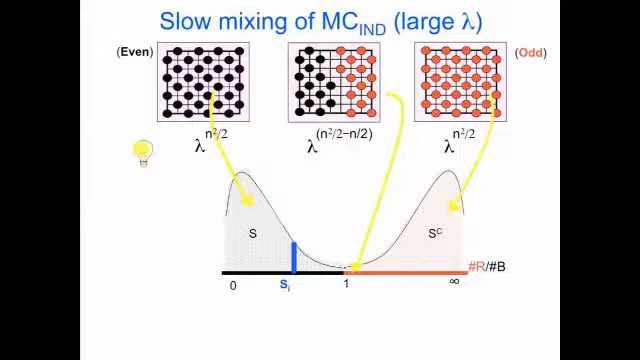 Slow mixing of MC_IND (large λ)
(Even)
(Odd)
λ^n²/2
λ^(n²/2−n/2)
λ^n²/2
S
S^C
#R/#B
0
S_i
1
∞